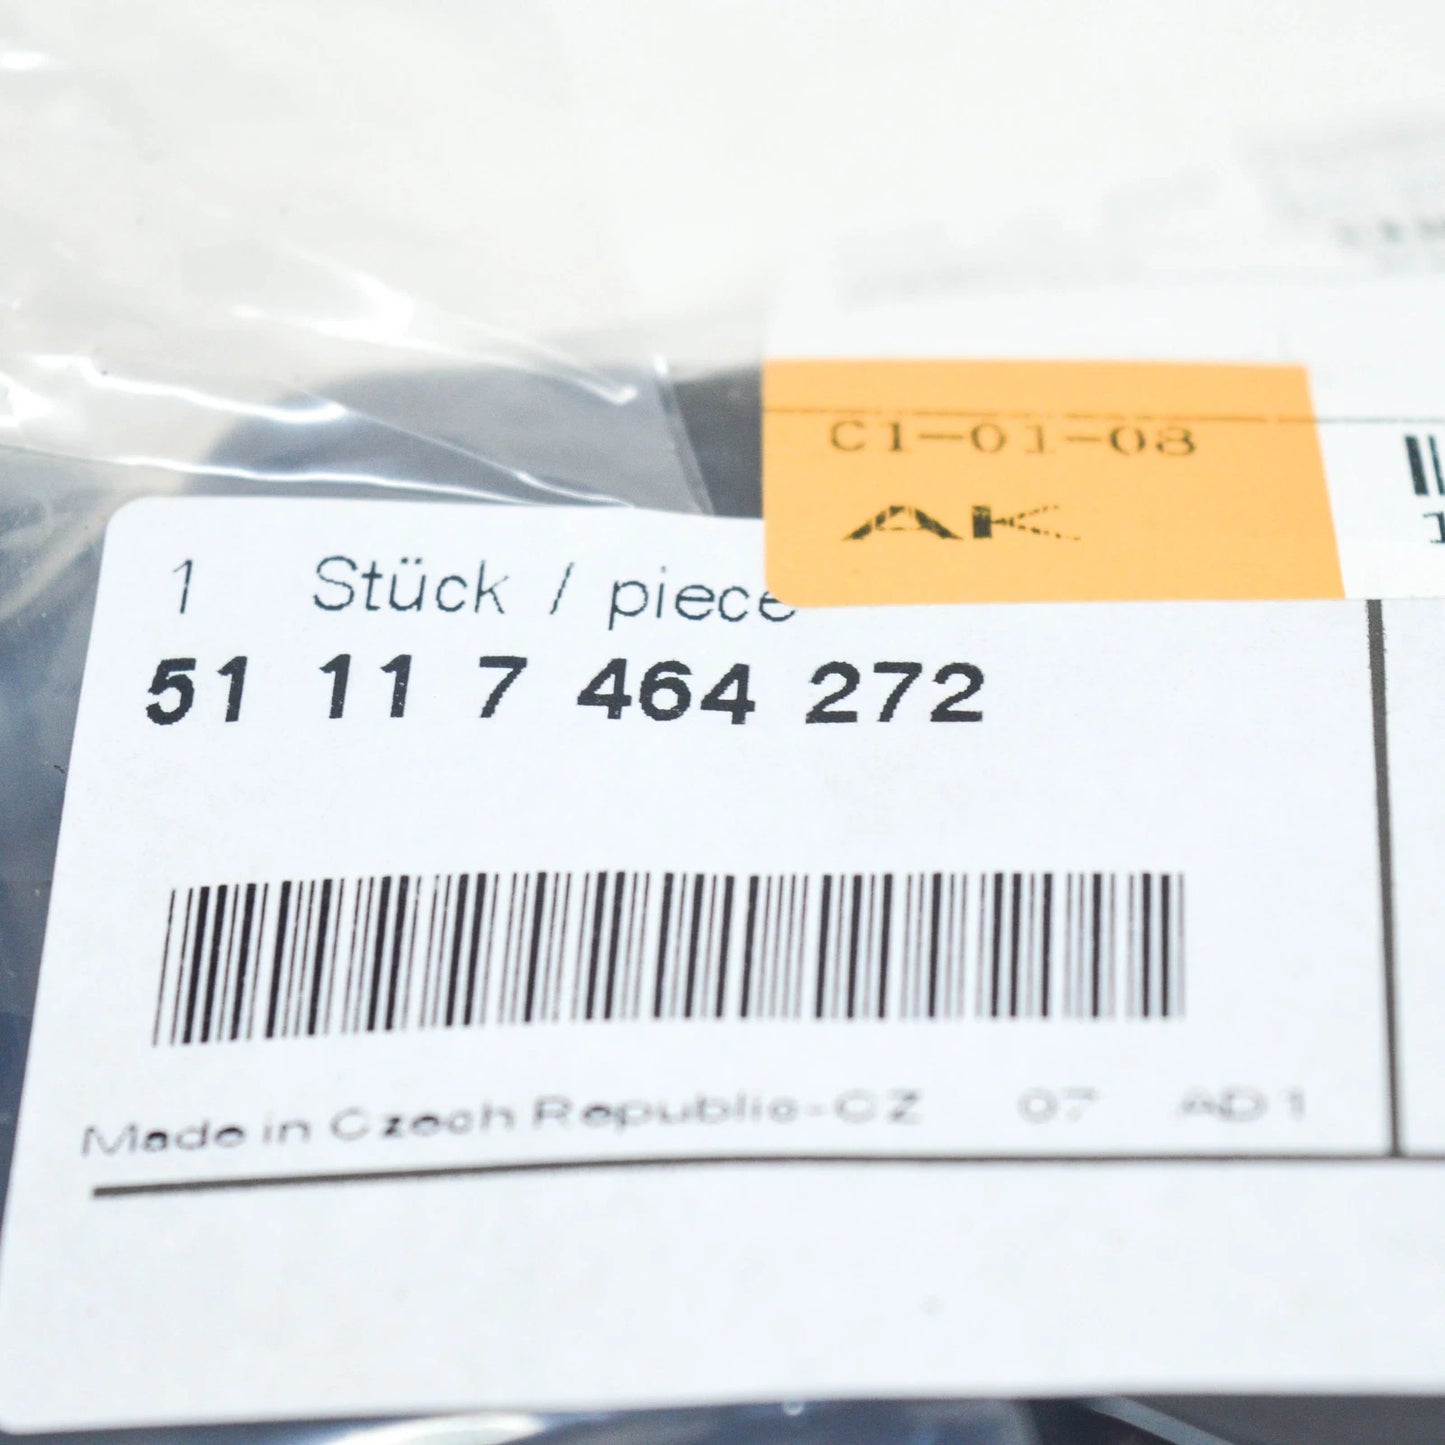 C1-01-08
AK
1 Stück / piece
51 11 7 464 272
Made in Czech Republic-CZ 07 AD1